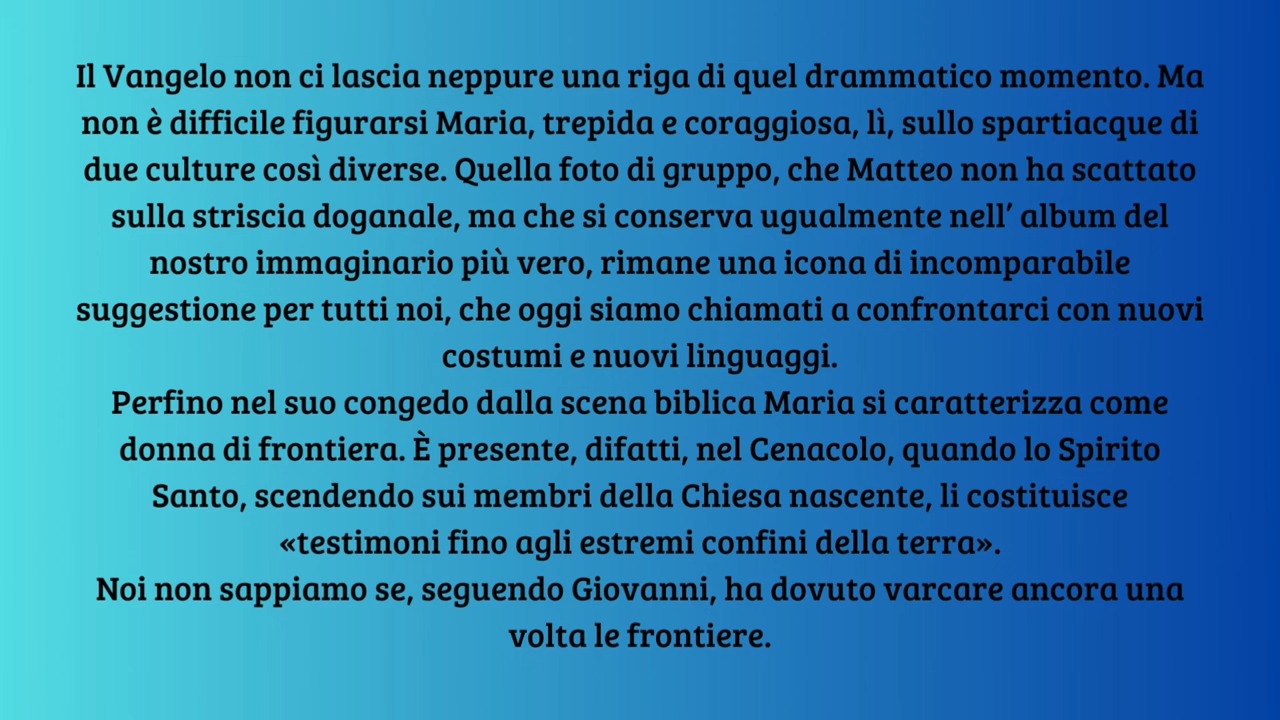 Il Vangelo non ci lascia neppure una riga di quel drammatico momento. Ma
non è difficile figurarsi Maria, trepida e coraggiosa, lì, sullo spartiacque di
due culture così diverse. Quella foto di gruppo, che Matteo non ha scattato
sulla striscia doganale, ma che si conserva ugualmente nell’ album del
nostro immaginario più vero, rimane una icona di incomparabile
suggestione per tutti noi, che oggi siamo chiamati a confrontarci con nuovi
costumi e nuovi linguaggi.
Perfino nel suo congedo dalla scena biblica Maria si caratterizza come
donna di frontiera. È presente, difatti, nel Cenacolo, quando lo Spirito
Santo, scendendo sui membri della Chiesa nascente, li costituisce
«testimoni fino agli estremi confini della terra».
Noi non sappiamo se, seguendo Giovanni, ha dovuto varcare ancora una
volta le frontiere.